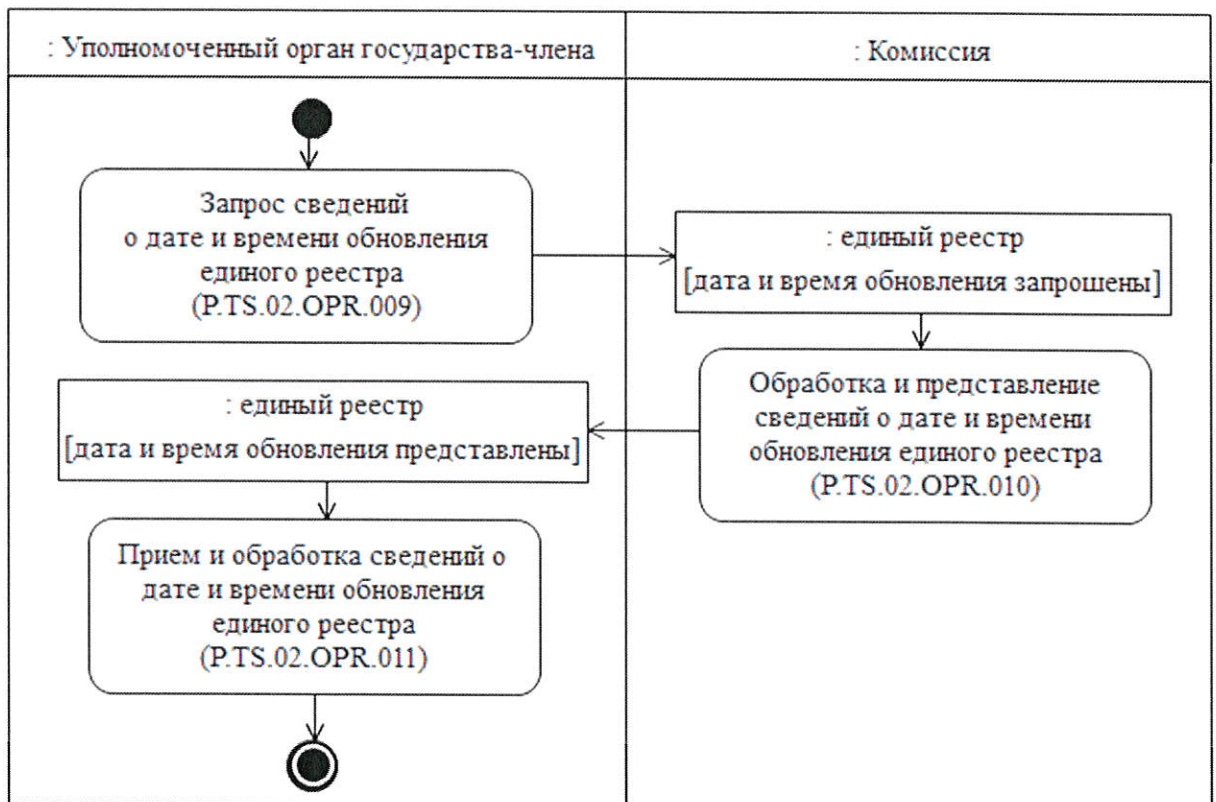 : Уполномоченный орган государства-члена
: Комиссия
Запрос сведений
о дате и времени обновления
единого реестра
(P.TS.02.OPR.009)
: единый реестр
[дата и время обновления запрошены]
Обработка и представление
сведений о дате и времени
обновления единого реестра
(P.TS.02.OPR.010)
: единый реестр
[дата и время обновления представлены]
Прием и обработка сведений о
дате и времени обновления
единого реестра
(P.TS.02.OPR.011)